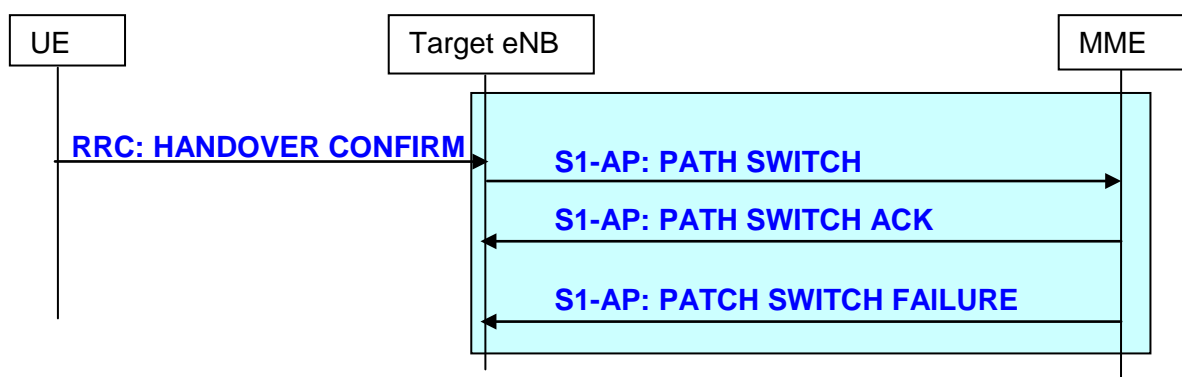 UE
Target eNB
MME
RRC: HANDOVER CONFIRM
S1-AP: PATH SWITCH
S1-AP: PATH SWITCH ACK
S1-AP: PATCH SWITCH FAILURE